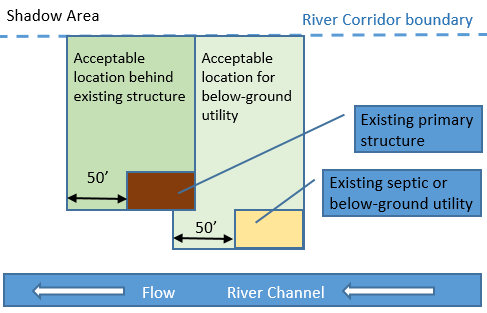 Shadow Area
River Corridor boundary
Acceptable
location behind
existing structure
Acceptable
location for
below-ground
utility
Existing primary
structure
50’
Existing septic or
below-ground utility
50’
Flow
River Channel